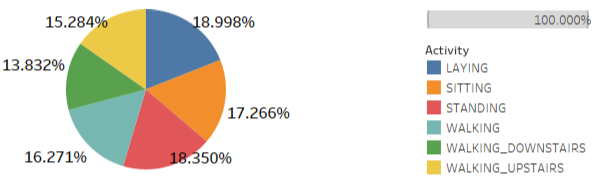 15.284%
18.998%
13.832%
17.266%
16.271%
18.350%
100.000%
Activity
LAYING
SITTING
STANDING
WALKING
WALKING_DOWNSTAIRS
WALKING_UPSTAIRS